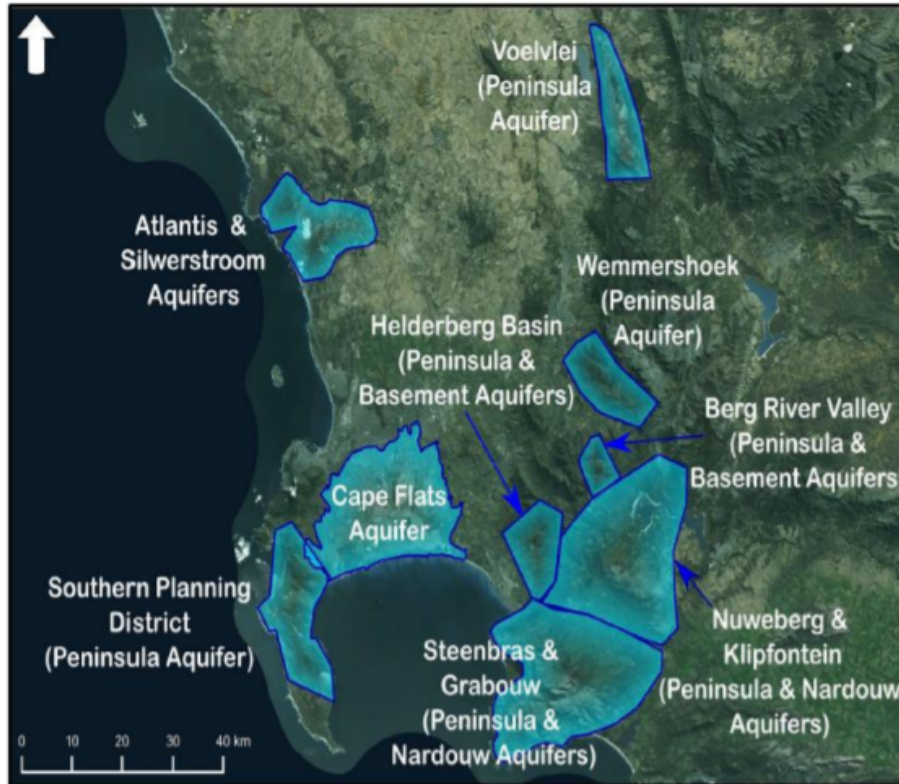 Voelvlei
(Peninsula
Aquifer)
Atlantis &
Silwerstroom
Aquifers
Wemmershoek
(Peninsula
Aquifer)
Helderberg Basin
(Peninsula &
Basement Aquifers)
Berg River Valley
(Peninsula &
Basement Aquifers
Cape Flats
Aquifer
Southern Planning
District
(Peninsula Aquifer)
Steenbras &
Grabouw
(Peninsula &
Nardouw Aquifers)
Nuweberg &
Klipfontein
(Peninsula & Nardouw
Aquifers)
0 10 20 30 40 km